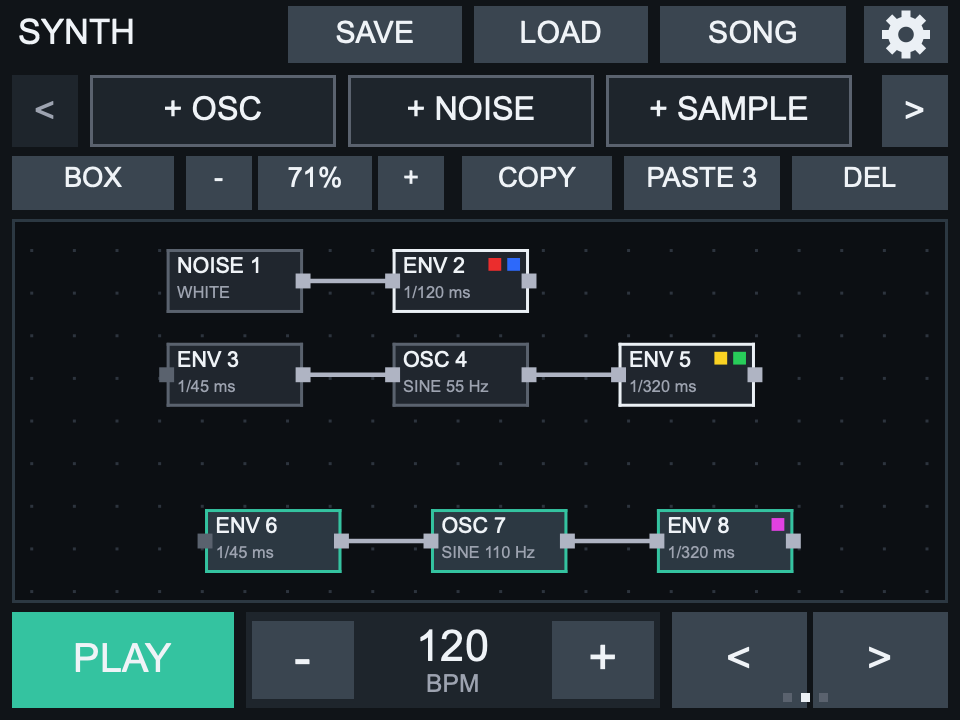 SYNTH
SAVE
LOAD
SONG
<
+ OSC
+ NOISE
+ SAMPLE
>
BOX
-
71%
+
COPY
PASTE 3
DEL
NOISE 1
WHITE
ENV 2
1/120 ms
ENV 3
1/45 ms
OSC 4
SINE 55 Hz
ENV 5
1/320 ms
ENV 6
1/45 ms
OSC 7
SINE 110 Hz
ENV 8
1/320 ms
PLAY
-
120
BPM
+
<
>